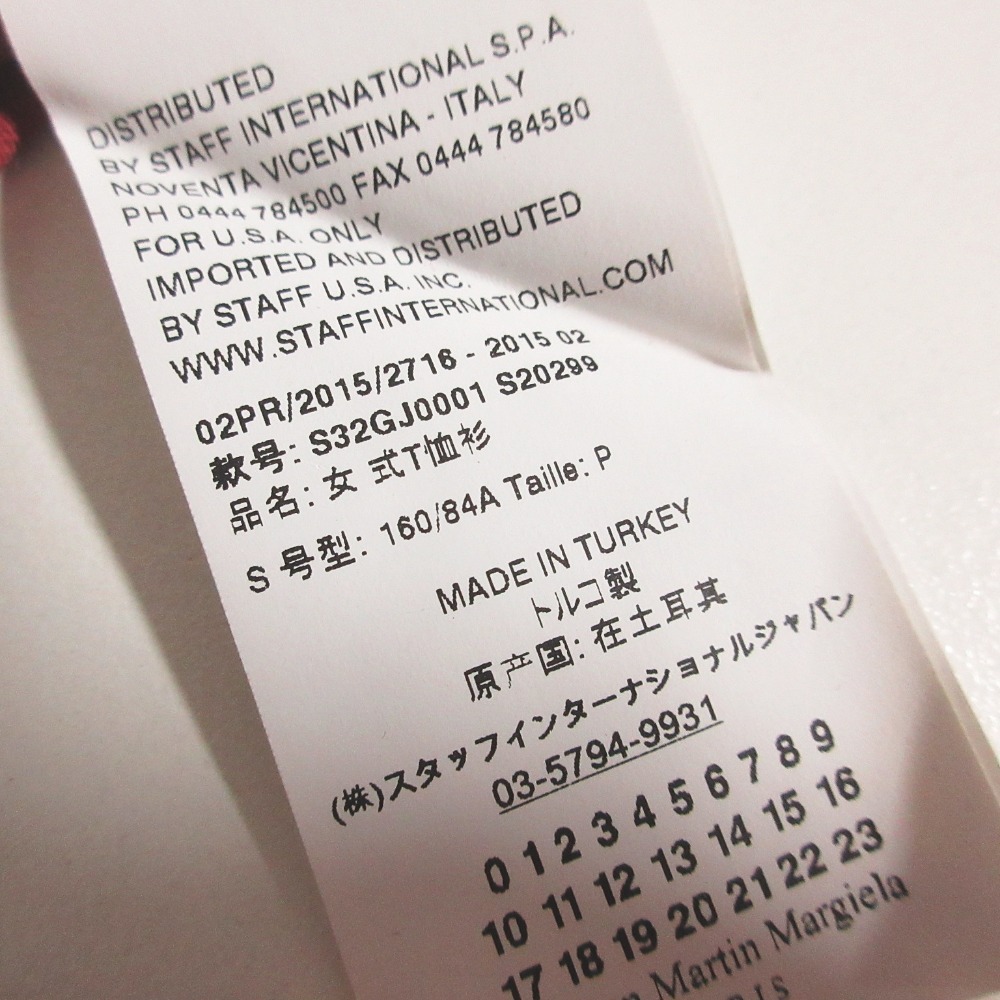 DISTRIBUTED
BY STAFF INTERNATIONAL S.P.A.
NOVENTA VICENTINA - ITALY
PH 0444 784500 FAX 0444 784580
FOR U.S.A. ONLY
IMPORTED AND DISTRIBUTED
BY STAFF U.S.A. INC.
WWW.STAFFINTERNATIONAL.COM
02PR/2015/2716 - 2015 02
款号: S32GJ0001 S20299
品名: 女 式T恤衫
S 号型: 160/84A Taille: P
MADE IN TURKEY
トルコ製
原产国: 在土耳其
(株)スタッフインターナショナルジャパン
03-5794-9931
0 1 2 3 4 5 6 7 8 9
10 11 12 13 14 15 16
17 18 19 20 21 22 23
Martin Margiela